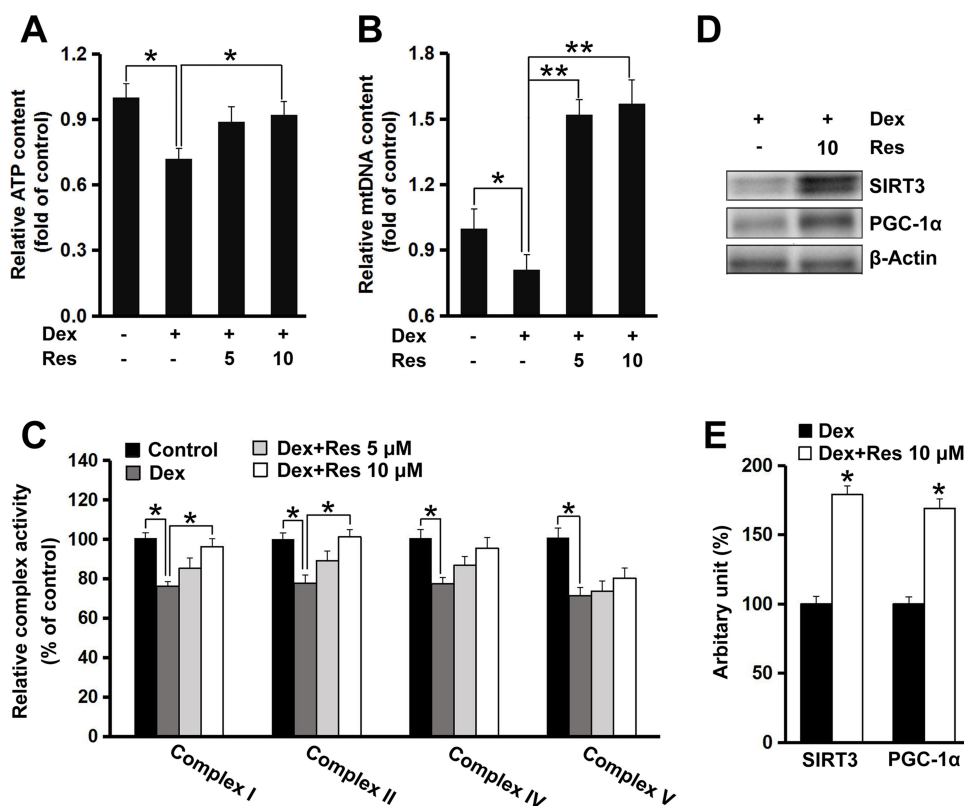 A
Relative ATP content
(fold of control)
1.2
0.9
0.6
0.3
0.0
* *
Dex - + + +
Res - - 5 10
B
Relative mtDNA content
(fold of control)
1.8
1.5
1.2
0.9
0.6
* ** **
Dex - + + +
Res - - 5 10
D
+ + Dex
- 10 Res
SIRT3
PGC-1α
β-Actin
C
Control
Dex
Dex+Res 5 µM
Dex+Res 10 µM
Relative complex activity
(% of control)
140
120
100
80
60
40
20
0
* * * * * *
Complex I
Complex II
Complex IV
Complex V
E
Dex
Dex+Res 10 µM
Arbitary unit (%)
200
150
100
50
0
* *
SIRT3 PGC-1α